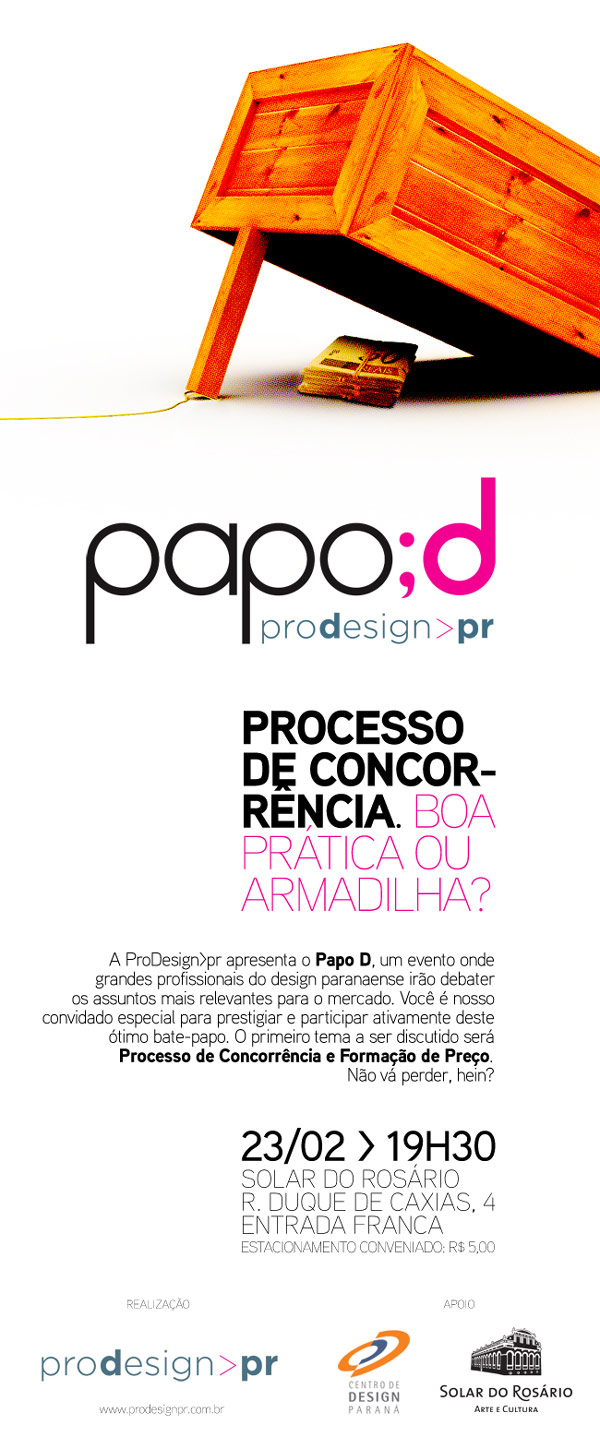 50
REAIS
papo;d
prodesign>pr
PROCESSO
DE CONCOR-
RÊNCIA. BOA
PRÁTICA OU
ARMADILHA?
A ProDesign>pr apresenta o Papo D, um evento onde
grandes profissionais do design paranaense irão debater
os assuntos mais relevantes para o mercado. Você é nosso
convidado especial para prestigiar e participar ativamente deste
ótimo bate-papo. O primeiro tema a ser discutido será
Processo de Concorrência e Formação de Preço.
Não vá perder, hein?
23/02 > 19H30
SOLAR DO ROSÁRIO
R. DUQUE DE CAXIAS, 4
ENTRADA FRANCA
ESTACIONAMENTO CONVENIADO: R$ 5,00
REALIZAÇÃO
APOIO
prodesign>pr
www.prodesignpr.com.br
CENTRO DE
DESIGN
PARANÁ
SOLAR DO ROSÁRIO
ARTE E CULTURA